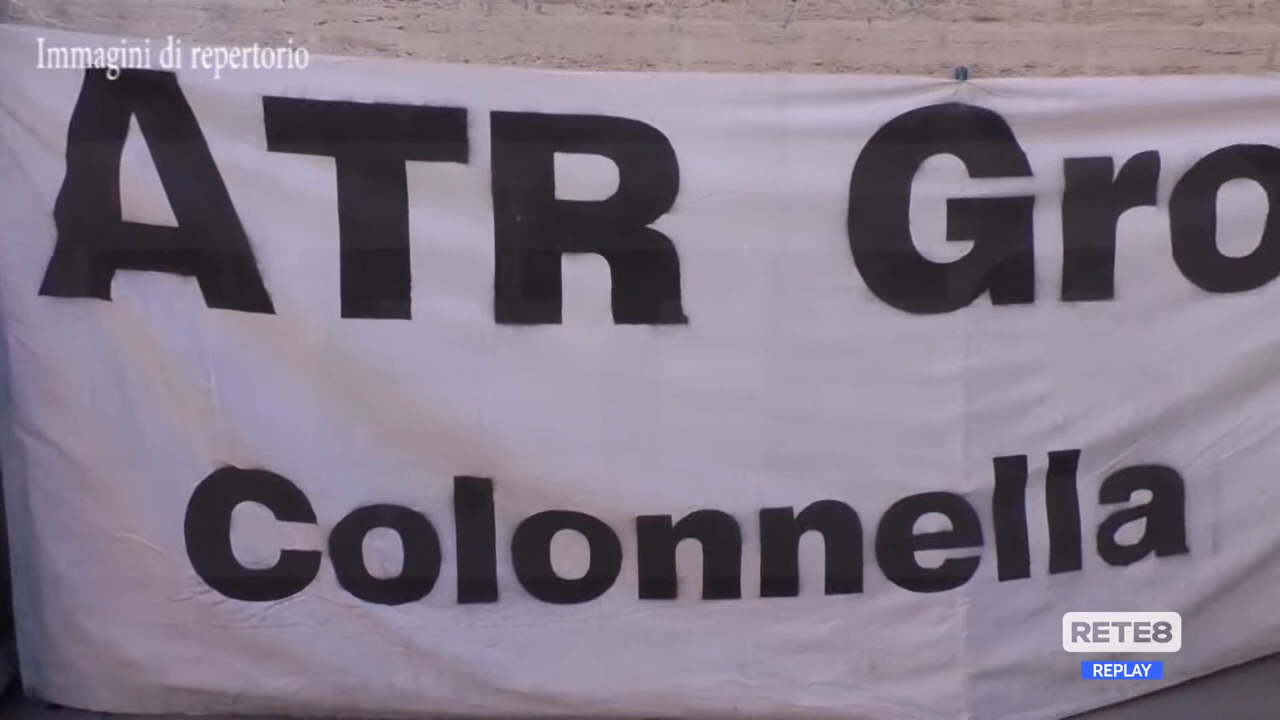 Immagini di repertorio
ATR Gro
Colonnella
RETE8
REPLAY